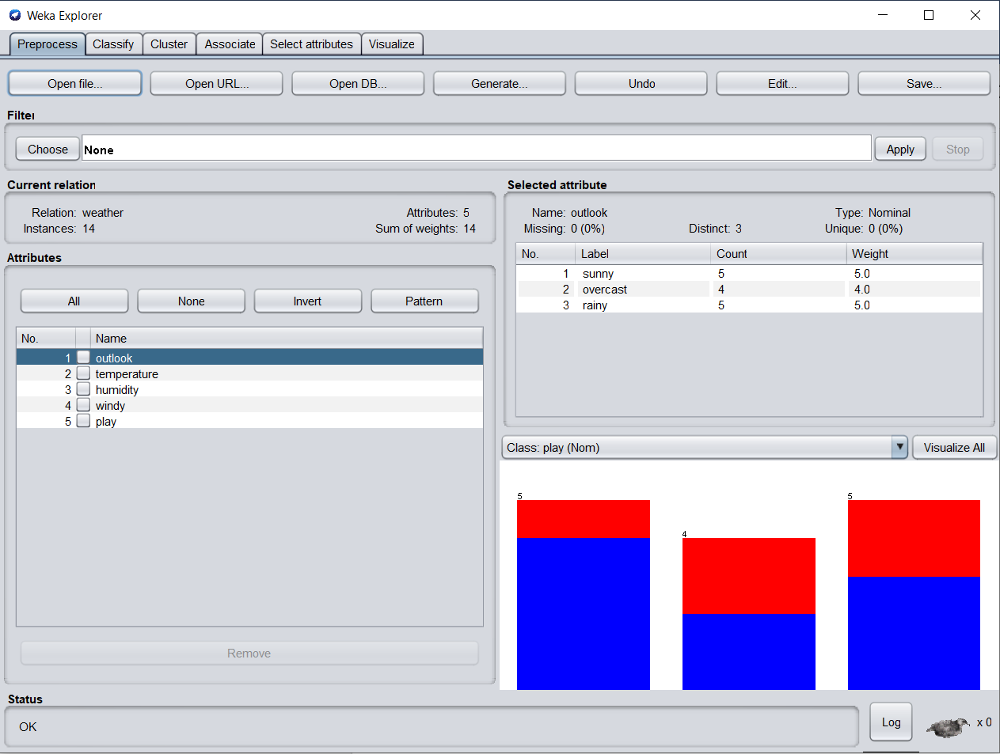 Weka Explorer
Preprocess Classify Cluster Associate Select attributes Visualize
Open file... Open URL... Open DB... Generate... Undo Edit... Save...
Filter
Choose None Apply Stop
Current relation
Relation: weather Attributes: 5
Instances: 14 Sum of weights: 14
Attributes
All None Invert Pattern
No. Name
1 outlook
2 temperature
3 humidity
4 windy
5 play
Remove
Selected attribute
Name: outlook Type: Nominal
Missing: 0 (0%) Distinct: 3 Unique: 0 (0%)
No. Label Count Weight
1 sunny 5 5.0
2 overcast 4 4.0
3 rainy 5 5.0
Class: play (Nom) Visualize All
5 4 5
Status
OK Log x 0